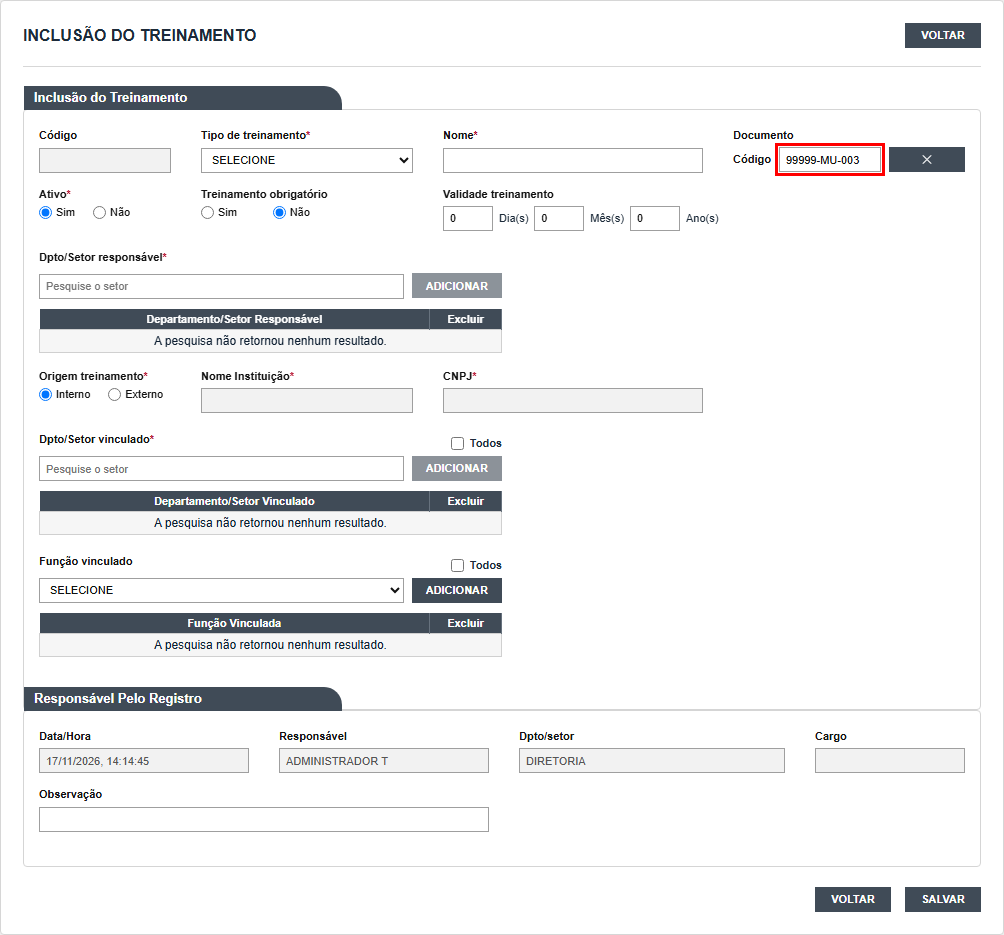 INCLUSÃO DO TREINAMENTO
VOLTAR
Inclusão do Treinamento
Código
Tipo de treinamento*
Nome*
Documento
SELECIONE
Código
99999-MU-003
Ativo*
Treinamento obrigatório
Validade treinamento
Sim
Não
Sim
Não
0
Dia(s)
0
Mês(s)
0
Ano(s)
Dpto/Setor responsável*
Pesquise o setor
ADICIONAR
Departamento/Setor Responsável
Excluir
A pesquisa não retornou nenhum resultado.
Origem treinamento*
Nome Instituição*
CNPJ*
Interno
Externo
Dpto/Setor vinculado*
Todos
Pesquise o setor
ADICIONAR
Departamento/Setor Vinculado
Excluir
A pesquisa não retornou nenhum resultado.
Função vinculado
Todos
SELECIONE
ADICIONAR
Função Vinculada
Excluir
A pesquisa não retornou nenhum resultado.
Responsável Pelo Registro
Data/Hora
Responsável
Dpto/setor
Cargo
17/11/2026, 14:14:45
ADMINISTRADOR T
DIRETORIA
Observação
VOLTAR
SALVAR